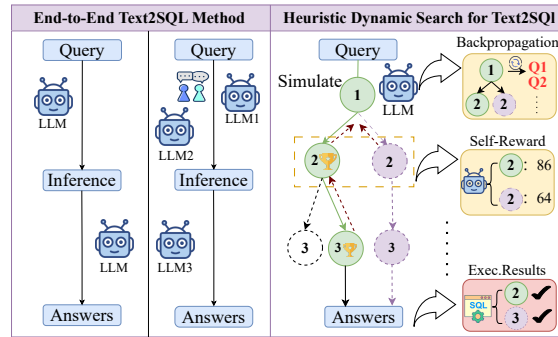 End-to-End Text2SQL Method
Query
LLM
Inference
LLM
Answers
Query
LLM1
LLM2
Inference
LLM3
Answers
Heuristic Dynamic Search for Text2SQl
Query
Simulate
1
LLM
2
2
3
3
3
Answers
Backpropagation
1
Q1
Q2
2
2
Self-Reward
2: 86
2: 64
Exec.Results
SQL
2
3